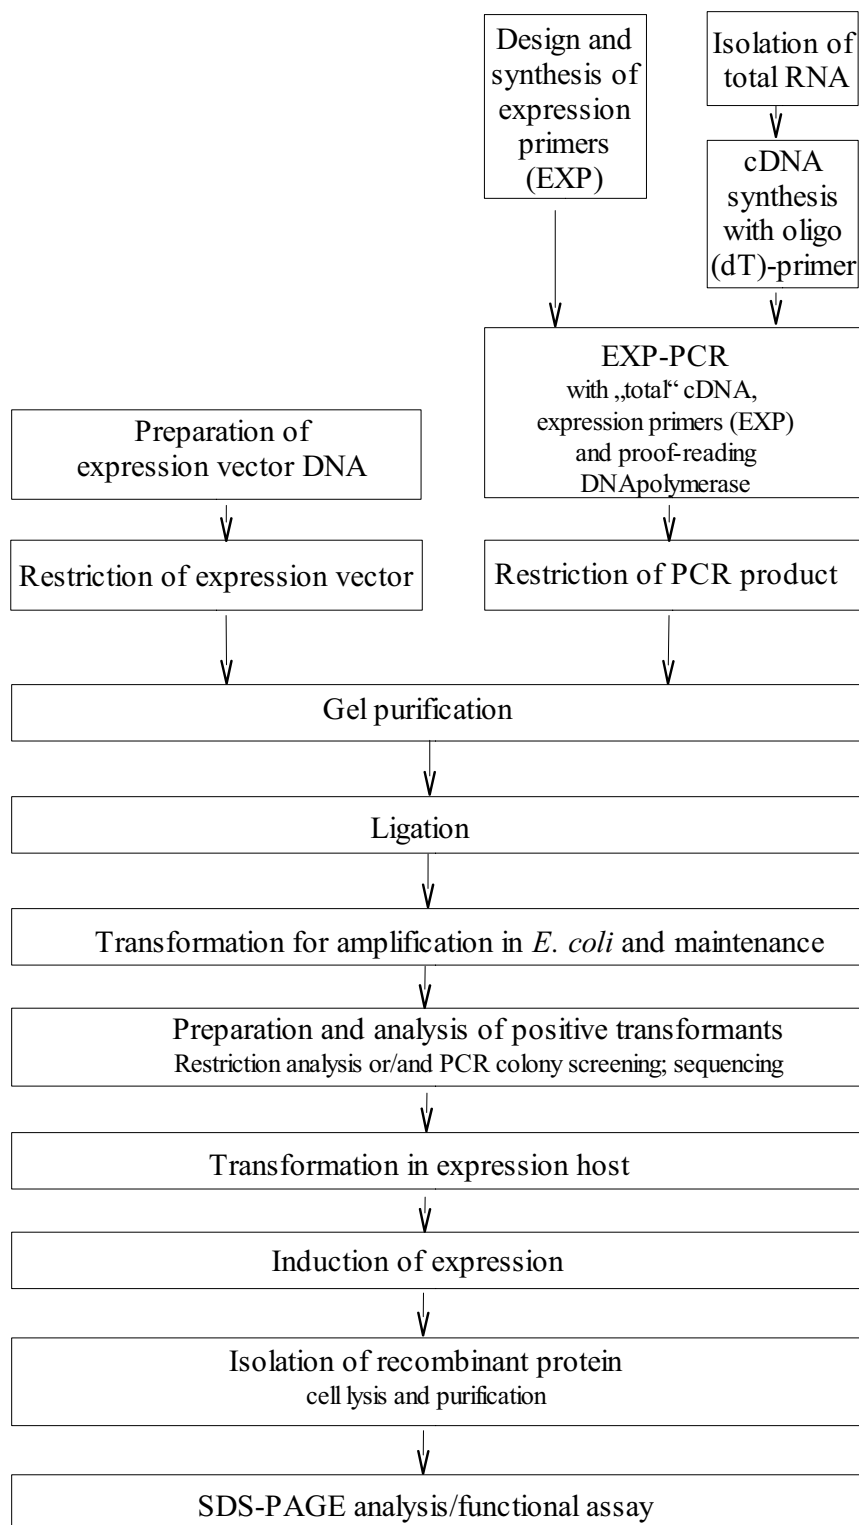 Design and
synthesis of
expression
primers
(EXP)
Isolation of
total RNA
cDNA
synthesis
with oligo
(dT)-primer
EXP-PCR
with „total“ cDNA,
expression primers (EXP)
and proof-reading
DNApolymerase
Preparation of
expression vector DNA
Restriction of expression vector
Restriction of PCR product
Gel purification
Ligation
Transformation for amplification in E. coli and maintenance
Preparation and analysis of positive transformants
Restriction analysis or/and PCR colony screening; sequencing
Transformation in expression host
Induction of expression
Isolation of recombinant protein
cell lysis and purification
SDS-PAGE analysis/functional assay